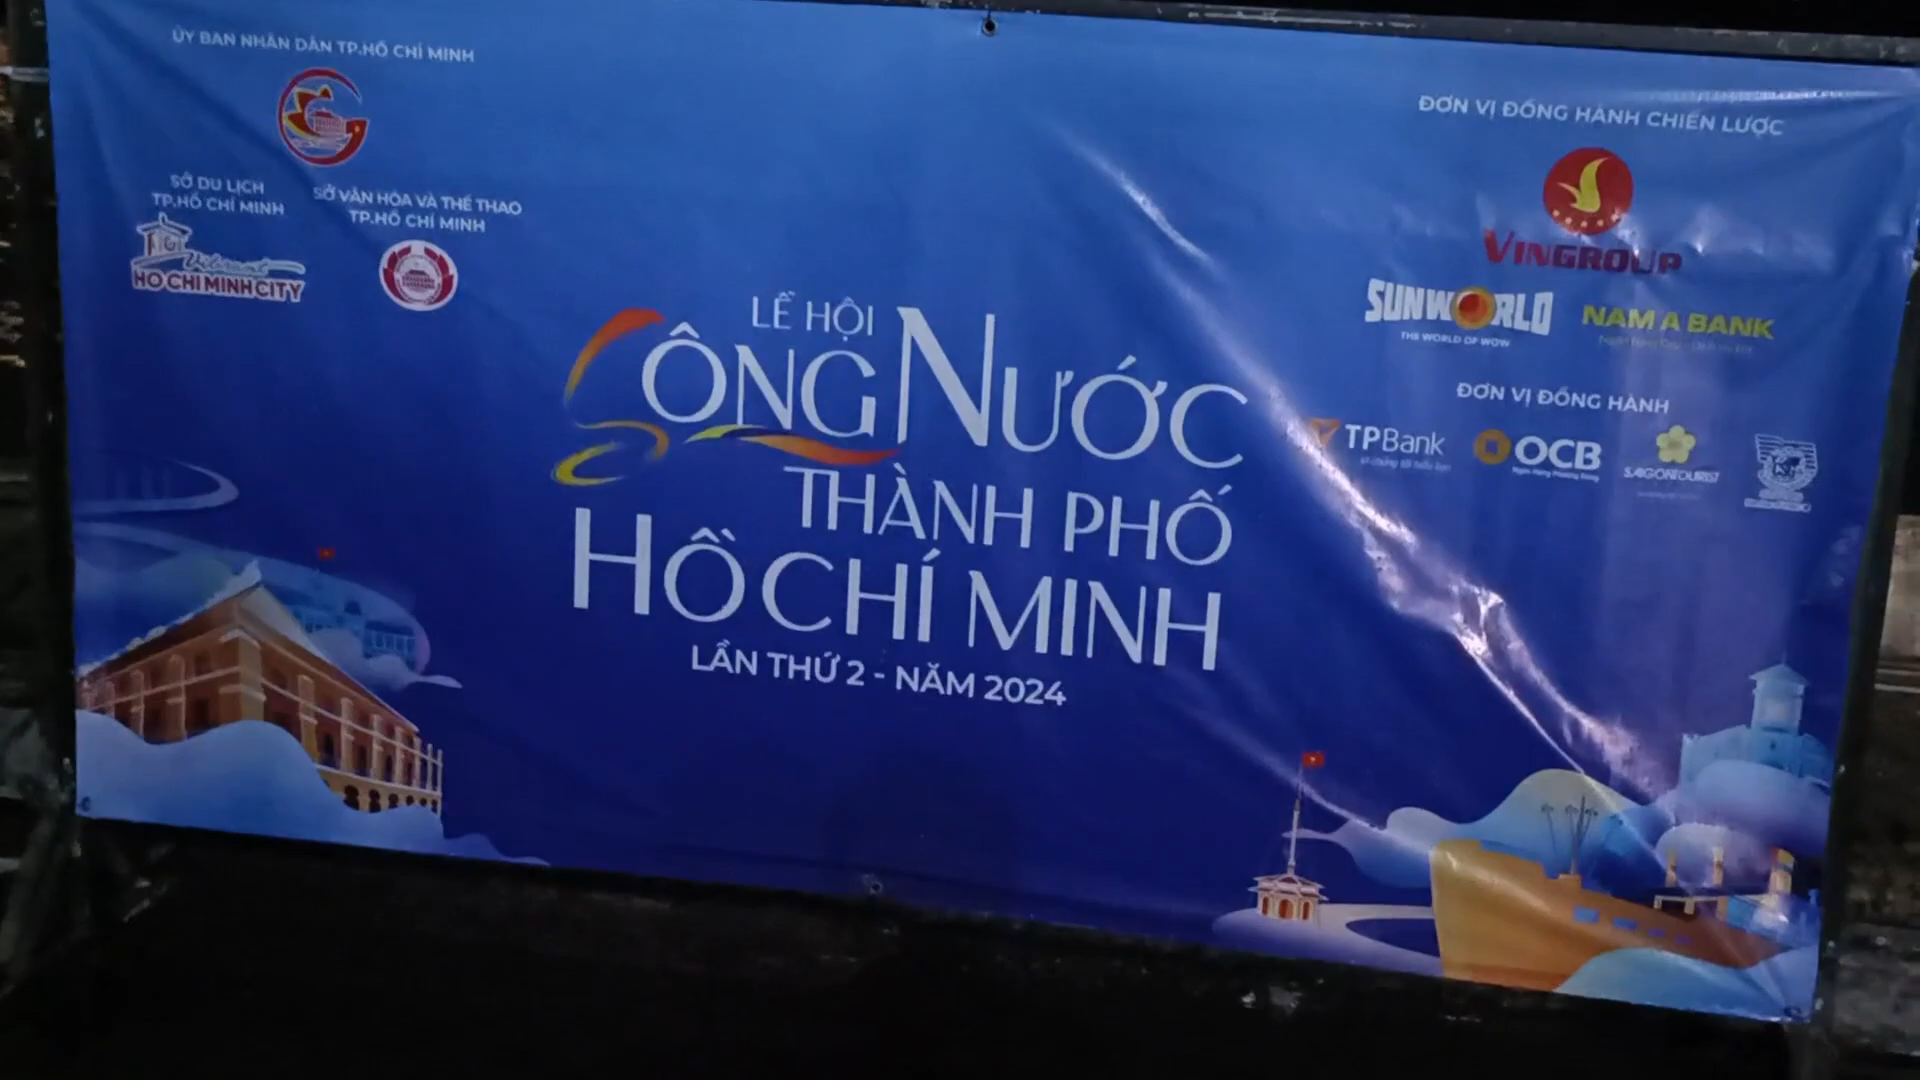 ỦY BAN NHÂN DÂN TP.HỒ CHÍ MINH
SỞ DU LỊCH
TP.HỒ CHÍ MINH
SỞ VĂN HÓA VÀ THỂ THAO
TP.HỒ CHÍ MINH
Vibrant
HO CHI MINH CITY
LỄ HỘI
SÔNG NƯỚC
THÀNH PHỐ
HỒ CHÍ MINH
LẦN THỨ 2 - NĂM 2024
ĐƠN VỊ ĐỒNG HÀNH CHIẾN LƯỢC
VINGROUP
SUNWORLD
THE WORLD OF WOW
NAM A BANK
ĐƠN VỊ ĐỒNG HÀNH
TPBank
OCB
SAIGONTOURIST